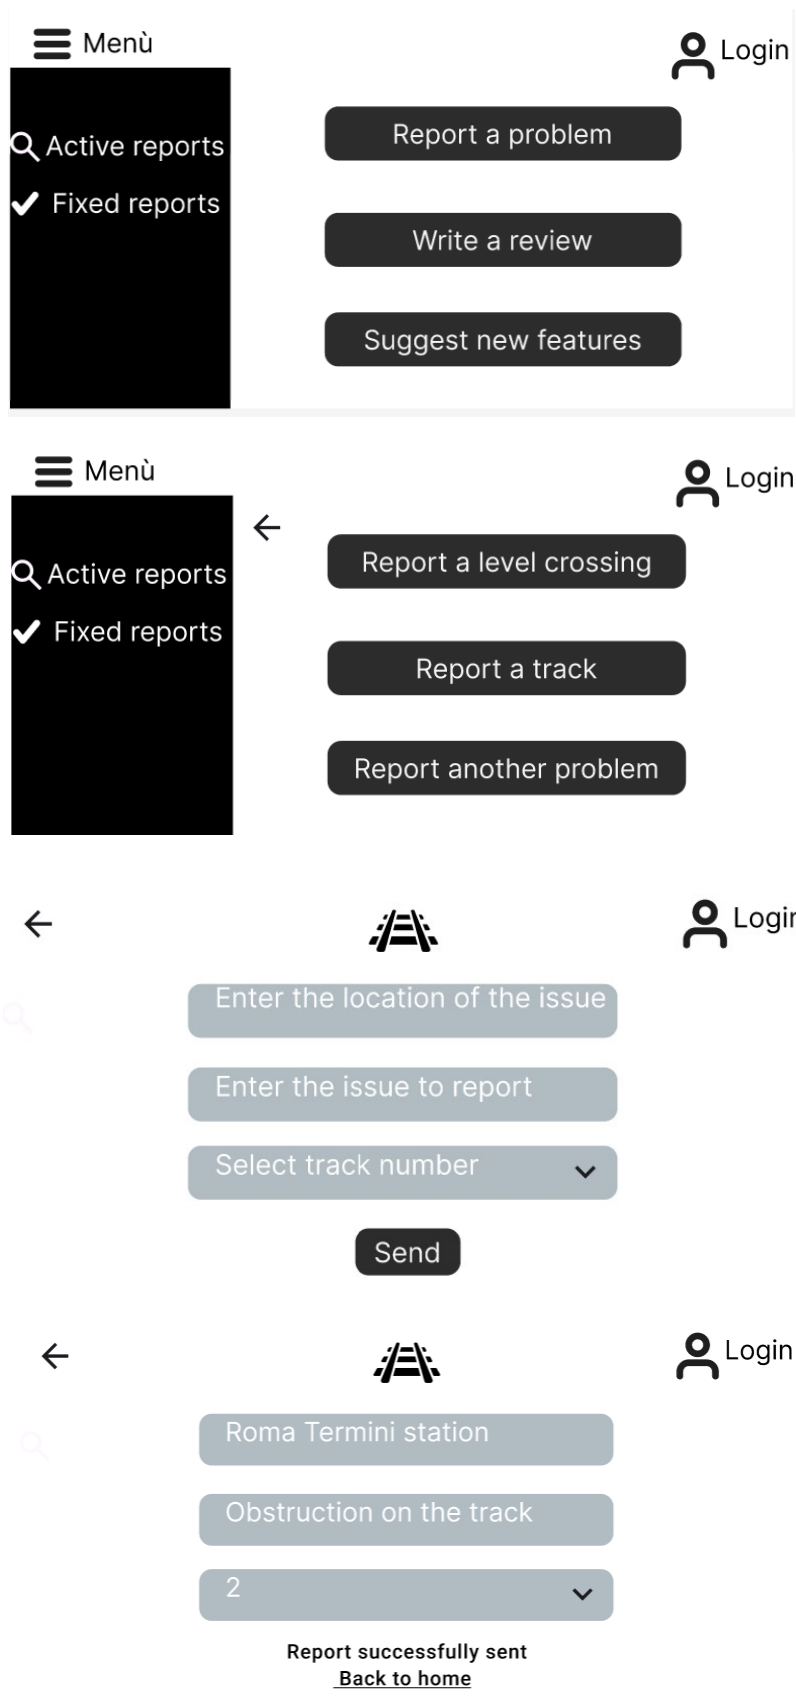 Menù
Login
Active reports
Fixed reports
Report a problem
Write a review
Suggest new features
Menù
Login
Active reports
Fixed reports
Report a level crossing
Report a track
Report another problem
Login
Enter the location of the issue
Enter the issue to report
Select track number
Send
Login
Roma Termini station
Obstruction on the track
2
Report successfully sent
Back to home